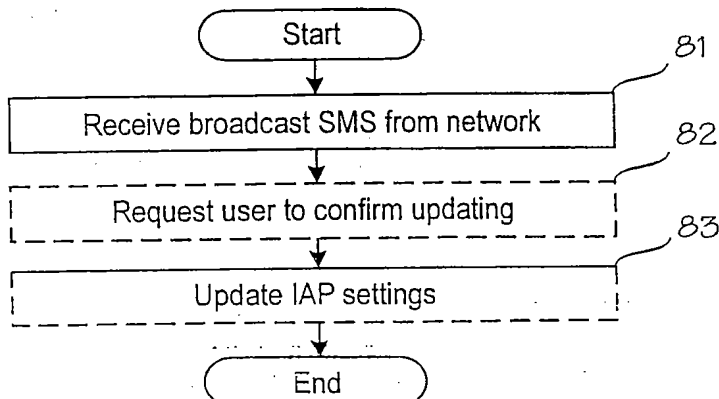 Start
81
Receive broadcast SMS from network
82
Request user to confirm updating
83
Update IAP settings
End